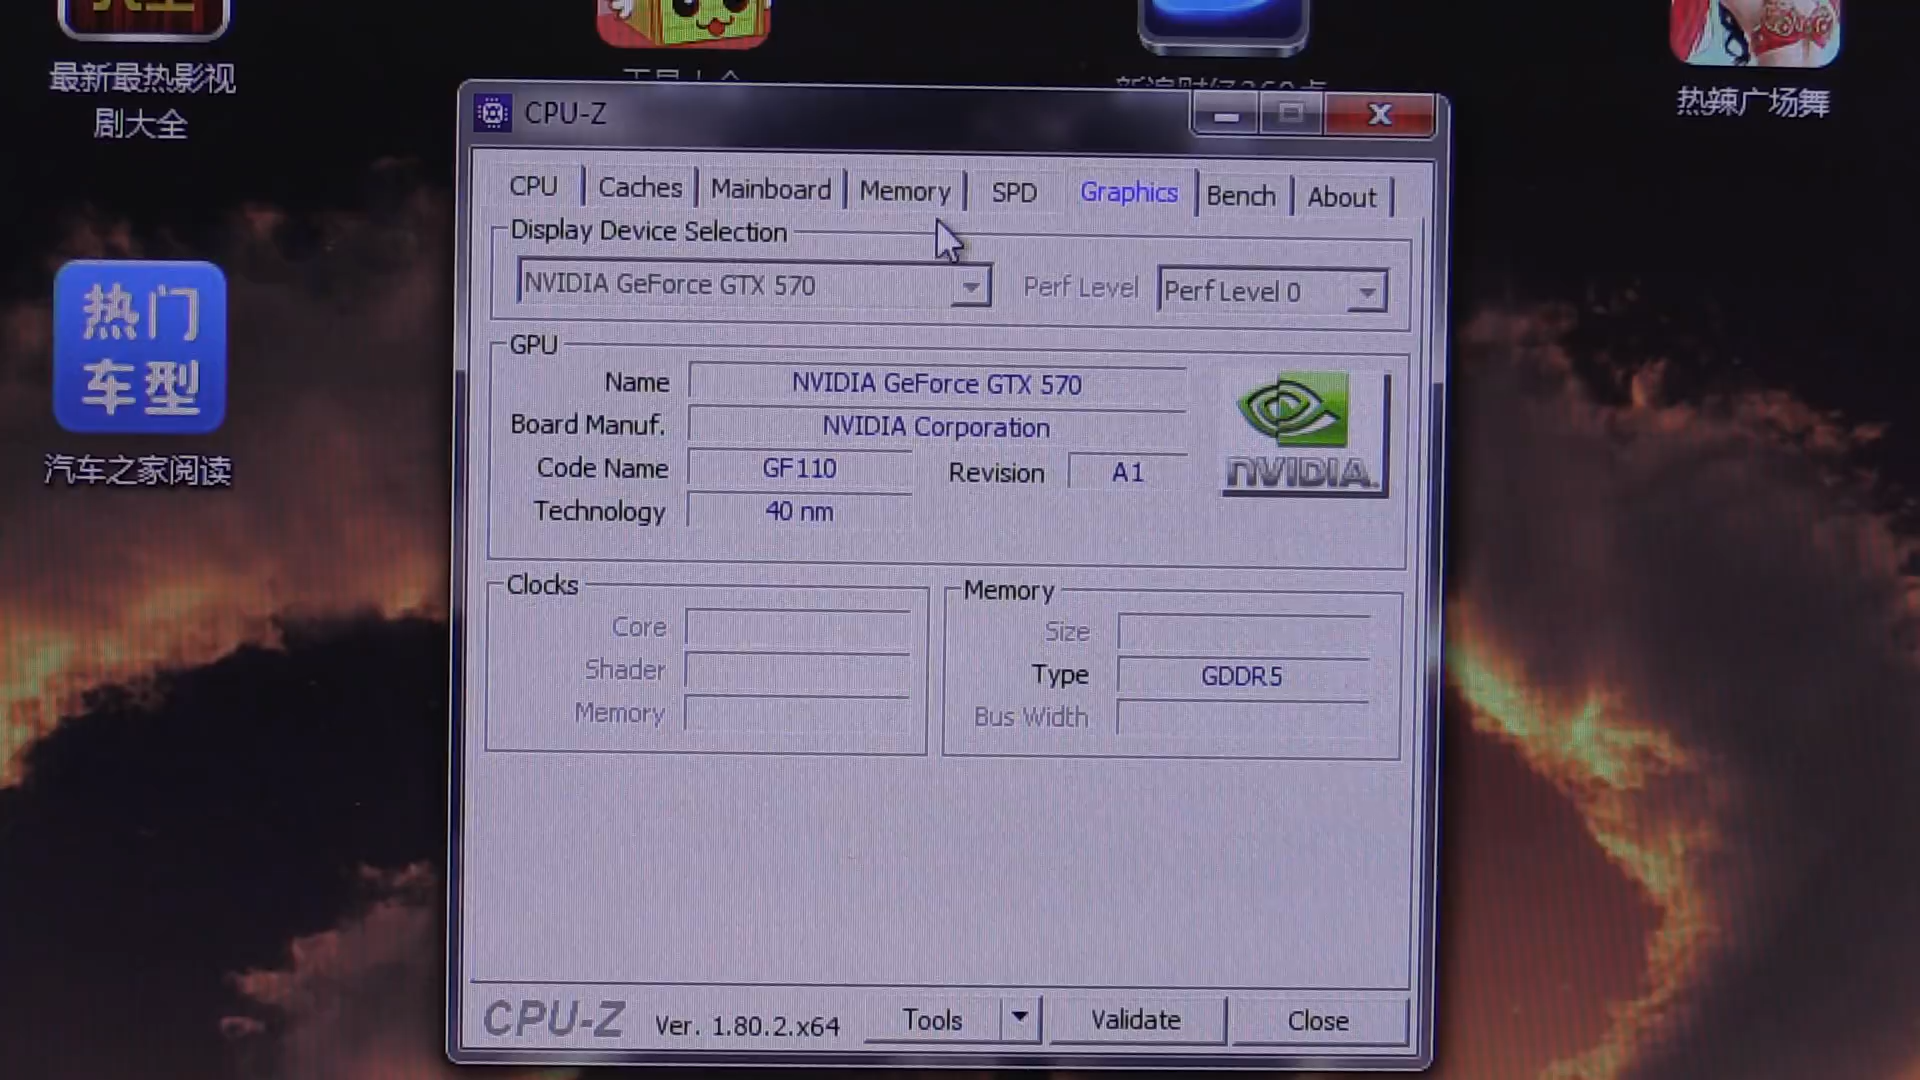 最新最热影视
剧大全
热辣广场舞
热门
车型
汽车之家阅读
CPU-Z
CPU Caches Mainboard Memory SPD Graphics Bench About
Display Device Selection
NVIDIA GeForce GTX 570 Perf Level Perf Level 0
GPU
Name NVIDIA GeForce GTX 570
Board Manuf. NVIDIA Corporation
Code Name GF110 Revision A1
Technology 40 nm
NVIDIA.
Clocks
Core
Shader
Memory
Memory
Size
Type GDDR5
Bus Width
CPU-Z Ver. 1.80.2.x64 Tools Validate Close